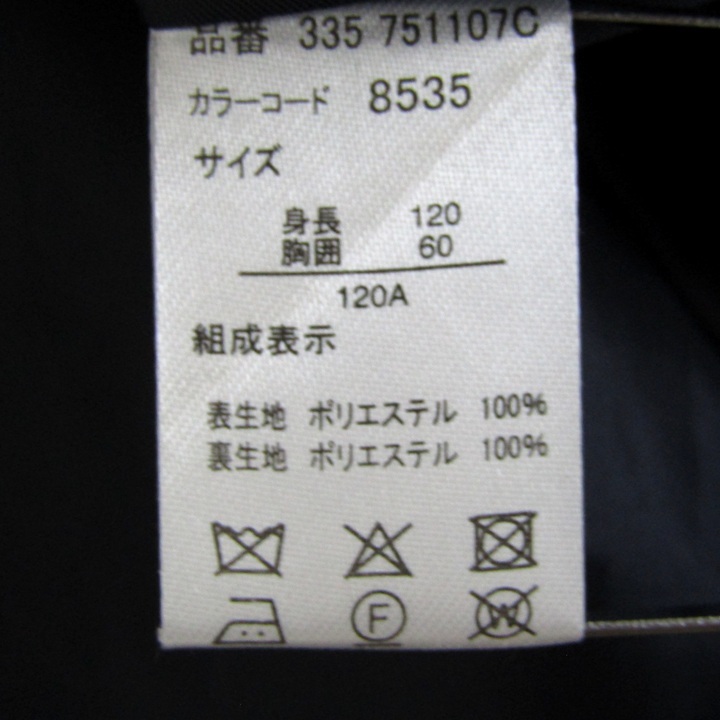 品番 335 751107C
カラーコード 8535
サイズ
身長 120
胸囲 60
120A
組成表示
表生地 ポリエステル 100%
裏生地 ポリエステル 100%
F W